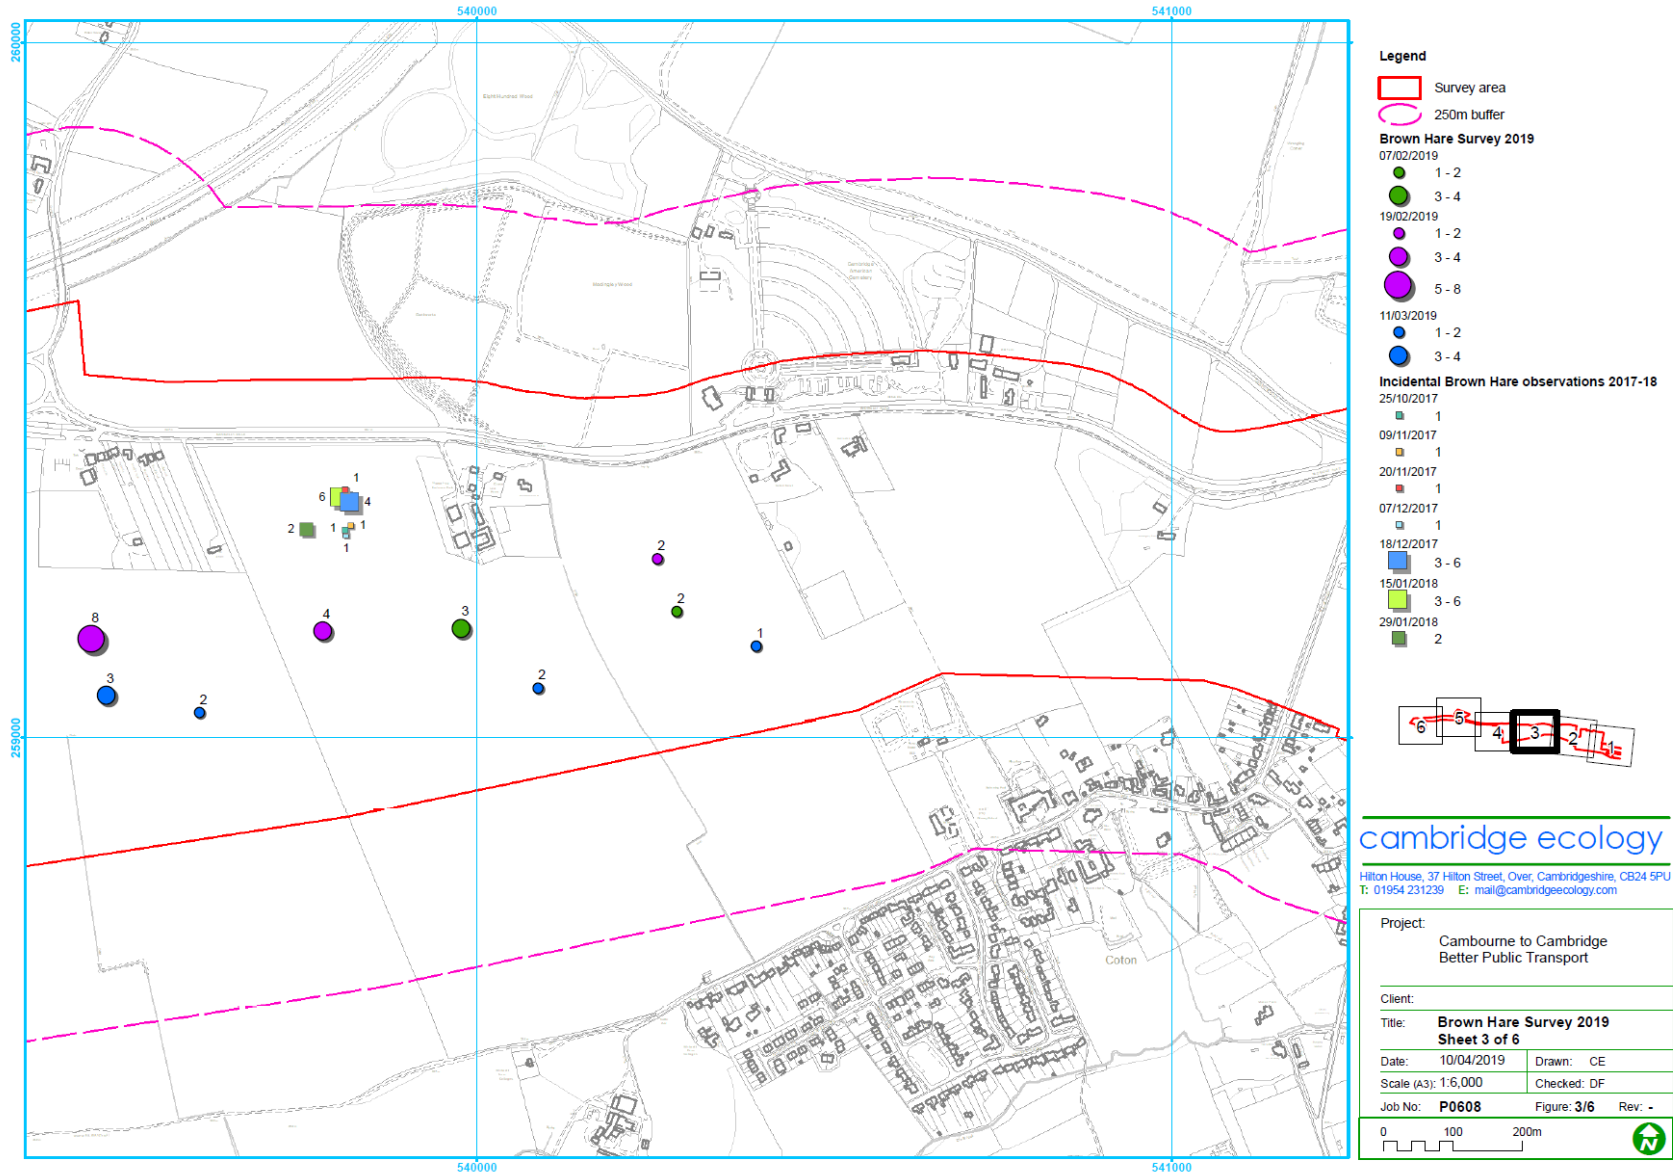 540000
541000
260000
259000
540000
541000
Madingley Wood
Coton
8
3
2
4
3
2
2
2
1
6
1
4
2
1
1
1
Legend
Survey area
250m buffer
Brown Hare Survey 2019
07/02/2019
1 - 2
3 - 4
19/02/2019
1 - 2
3 - 4
5 - 8
11/03/2019
1 - 2
3 - 4
Incidental Brown Hare observations 2017-18
25/10/2017
1
09/11/2017
1
20/11/2017
1
07/12/2017
1
18/12/2017
3 - 6
15/01/2018
3 - 6
29/01/2018
2
6
5
4
3
2
1
cambridge ecology
Hilton House, 37 Hilton Street, Over, Cambridgeshire, CB24 5PU
T: 01954 231239 E: mail@cambridgeecology.com
Project:
Cambourne to Cambridge
Better Public Transport
Client:
Title: Brown Hare Survey 2019
Sheet 3 of 6
Date: 10/04/2019 Drawn: CE
Scale (A3): 1:6,000 Checked: DF
Job No: P0608 Figure: 3/6 Rev: -
0 100 200m
N